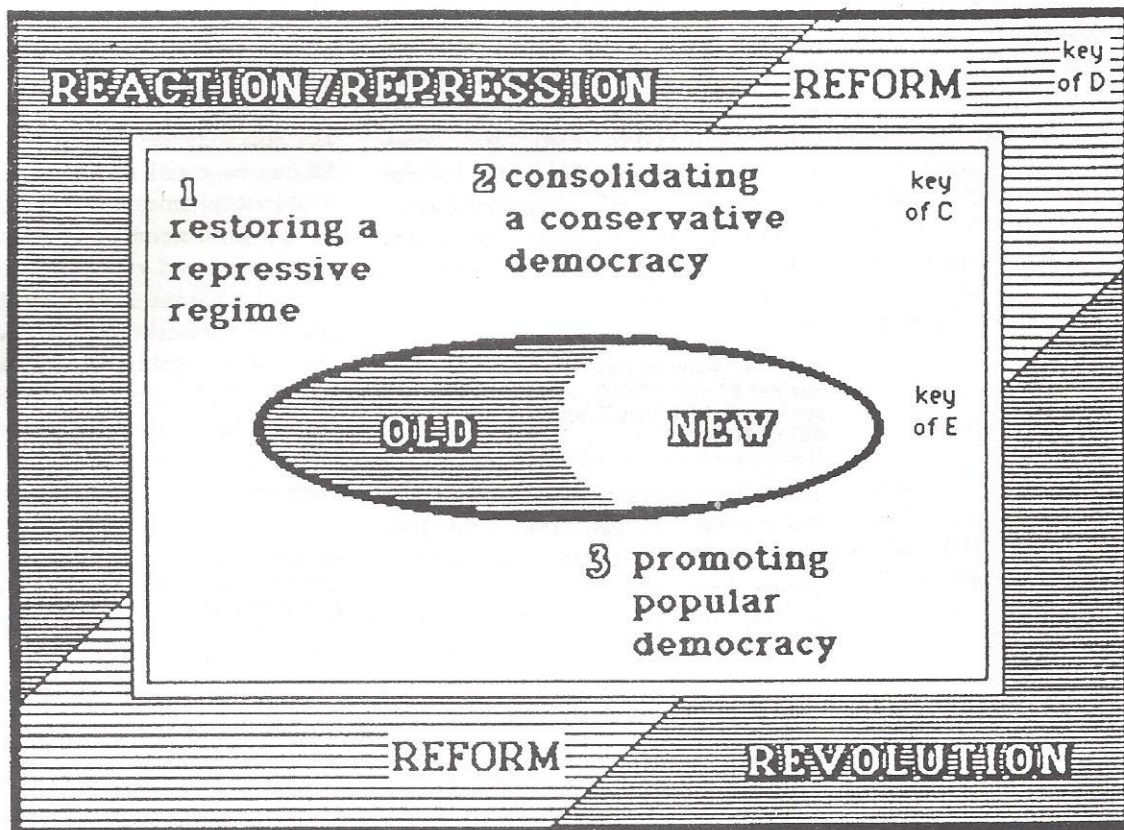 REACTION/REPRESSION
REFORM
key
of D
1
restoring a
repressive
regime
2 consolidating
a conservative
democracy
key
of C
OLD
NEW
key
of E
3 promoting
popular
democracy
REFORM
REVOLUTION